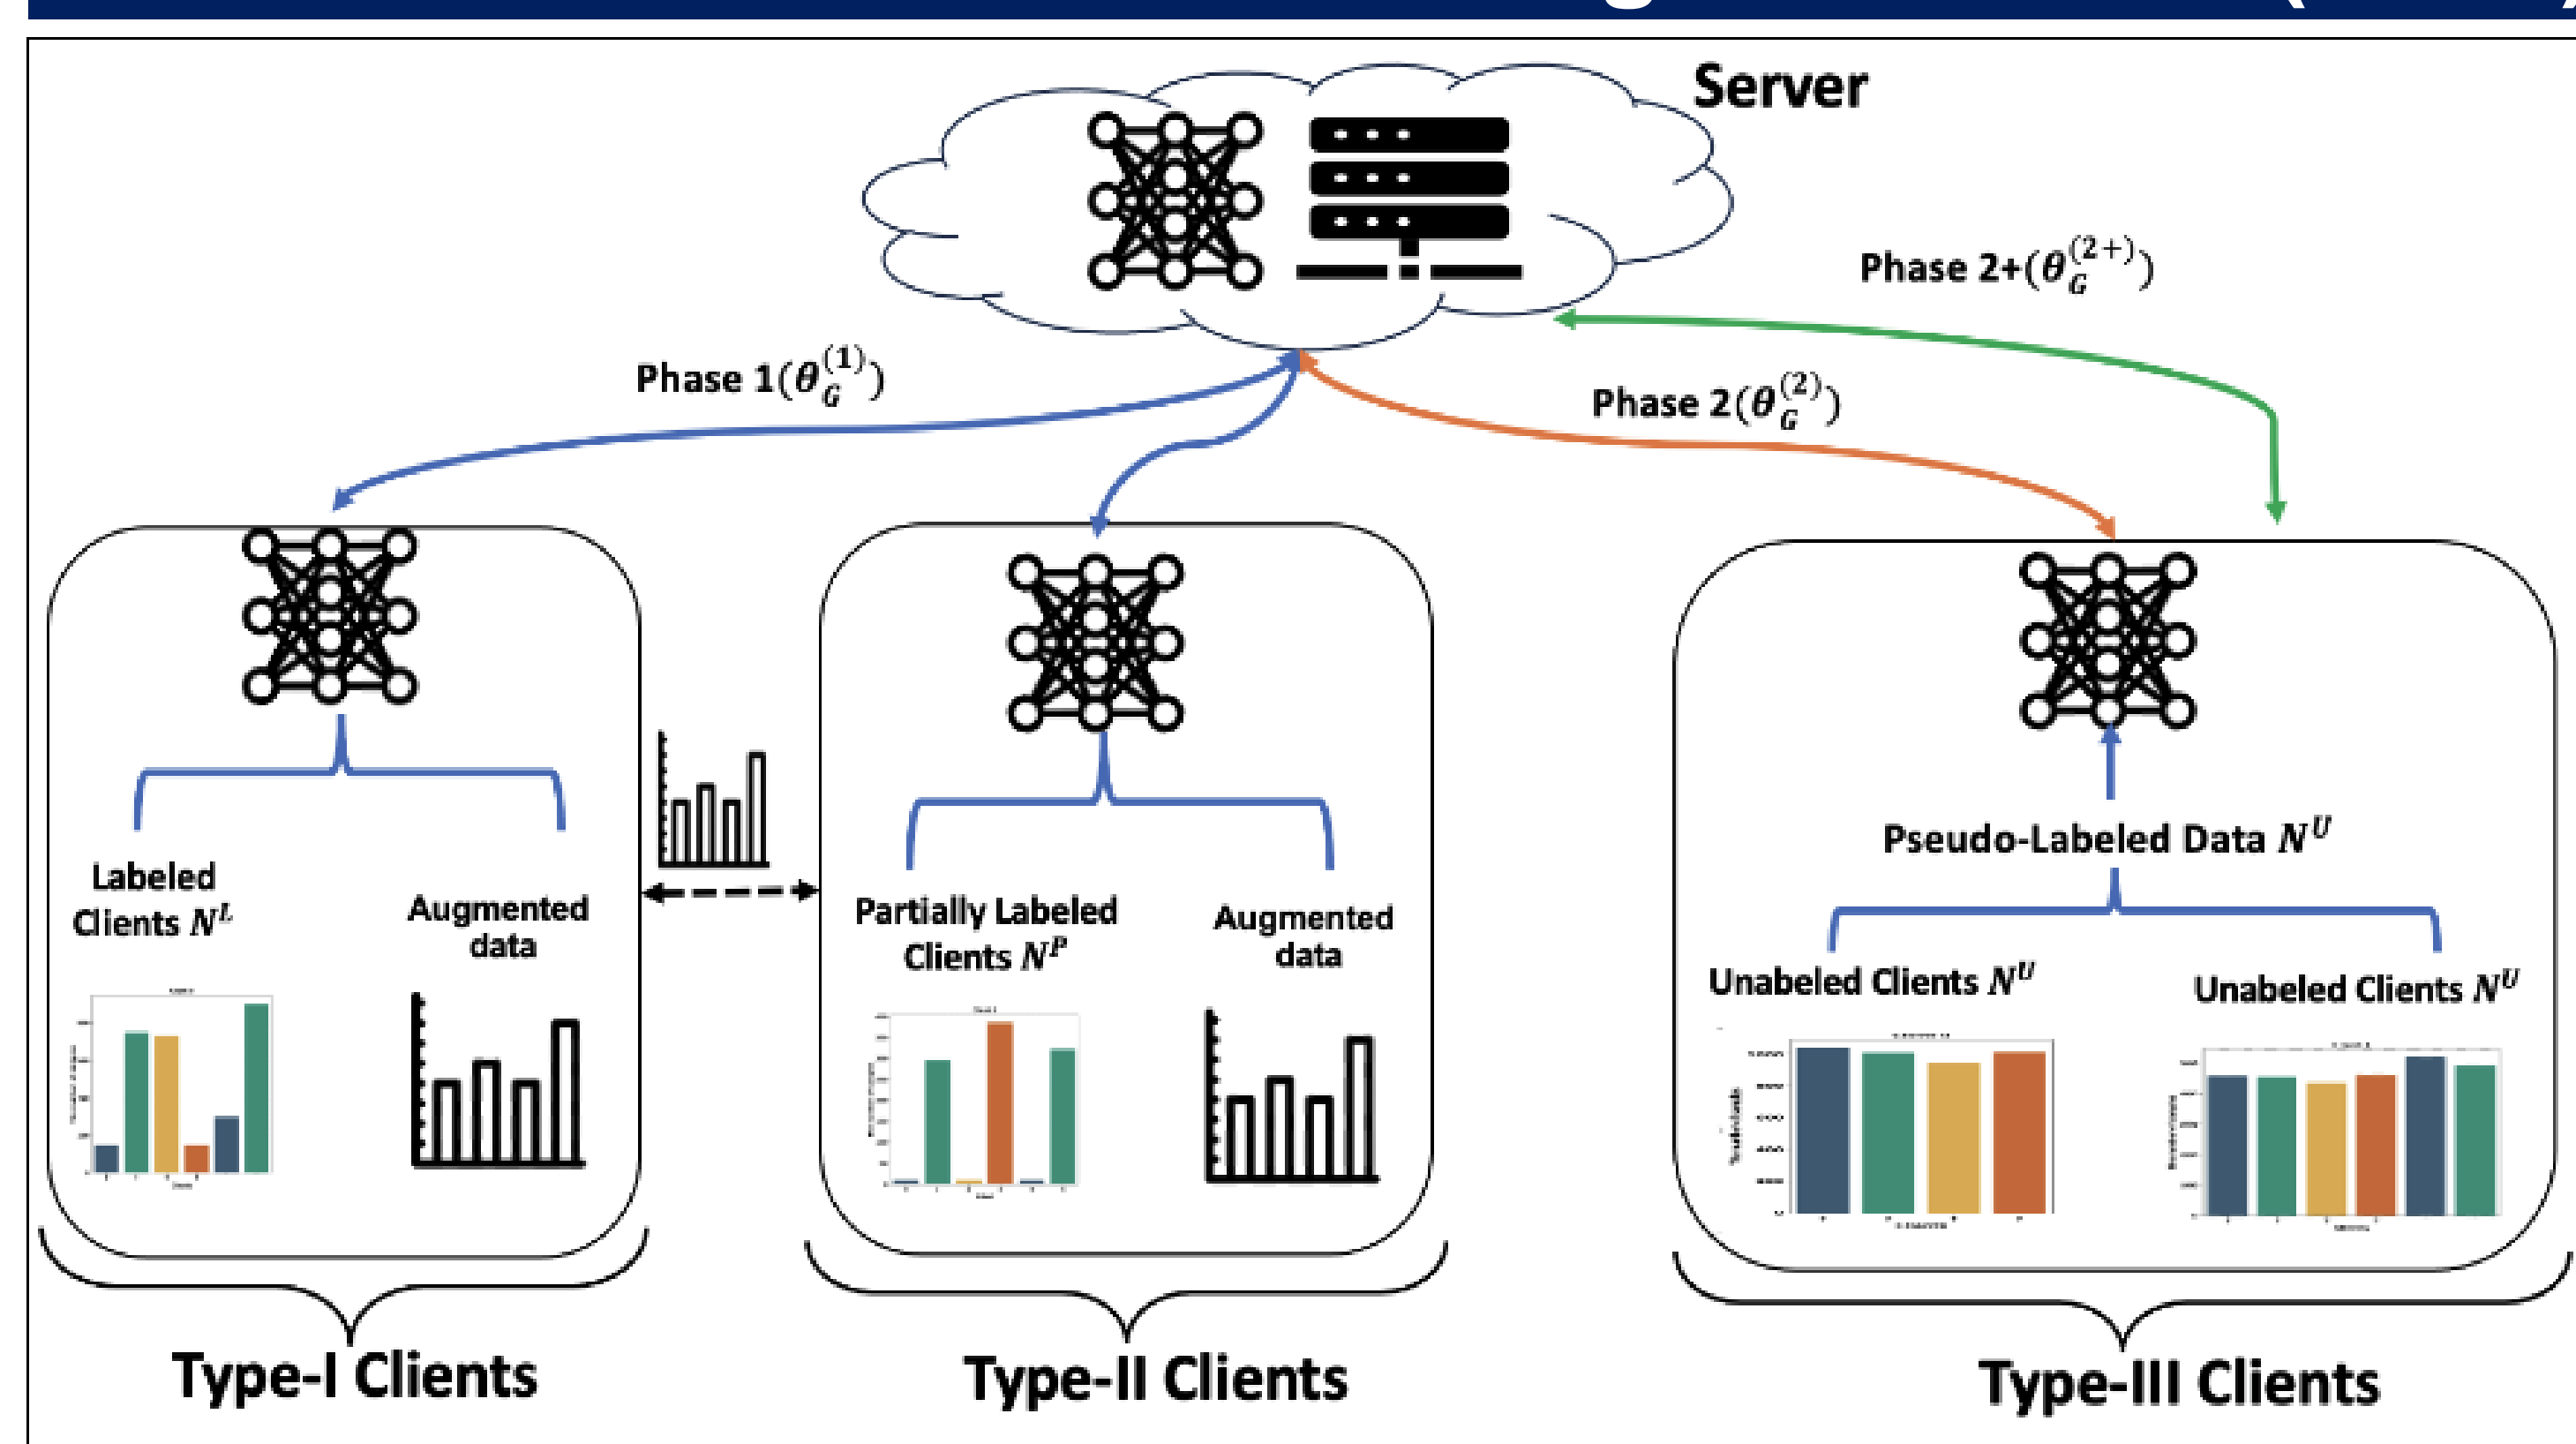 Server
Phase 2+(θ_G^(2+))
Phase 1(θ_G^(1))
Phase 2(θ_G^(2))
Labeled
Clients N^L
Augmented
data
Partially Labeled
Clients N^P
Augmented
data
Pseudo-Labeled Data N^U
Unabeled Clients N^U
Unabeled Clients N^U
Type-I Clients
Type-II Clients
Type-III Clients